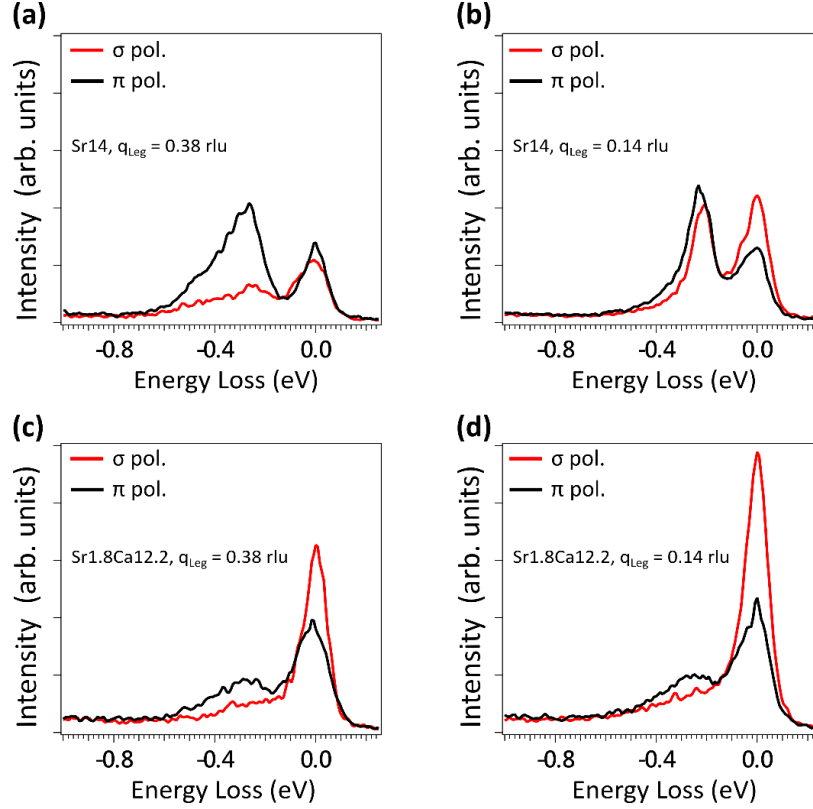 (a)
σ pol.
π pol.
Sr14, qLeg = 0.38 rlu
Intensity (arb. units)
-0.8
-0.4
0.0
Energy Loss (eV)
(b)
σ pol.
π pol.
Sr14, qLeg = 0.14 rlu
Intensity (arb. units)
-0.8
-0.4
0.0
Energy Loss (eV)
(c)
σ pol.
π pol.
Sr1.8Ca12.2, qLeg = 0.38 rlu
Intensity (arb. units)
-0.8
-0.4
0.0
Energy Loss (eV)
(d)
σ pol.
π pol.
Sr1.8Ca12.2, qLeg = 0.14 rlu
Intensity (arb. units)
-0.8
-0.4
0.0
Energy Loss (eV)